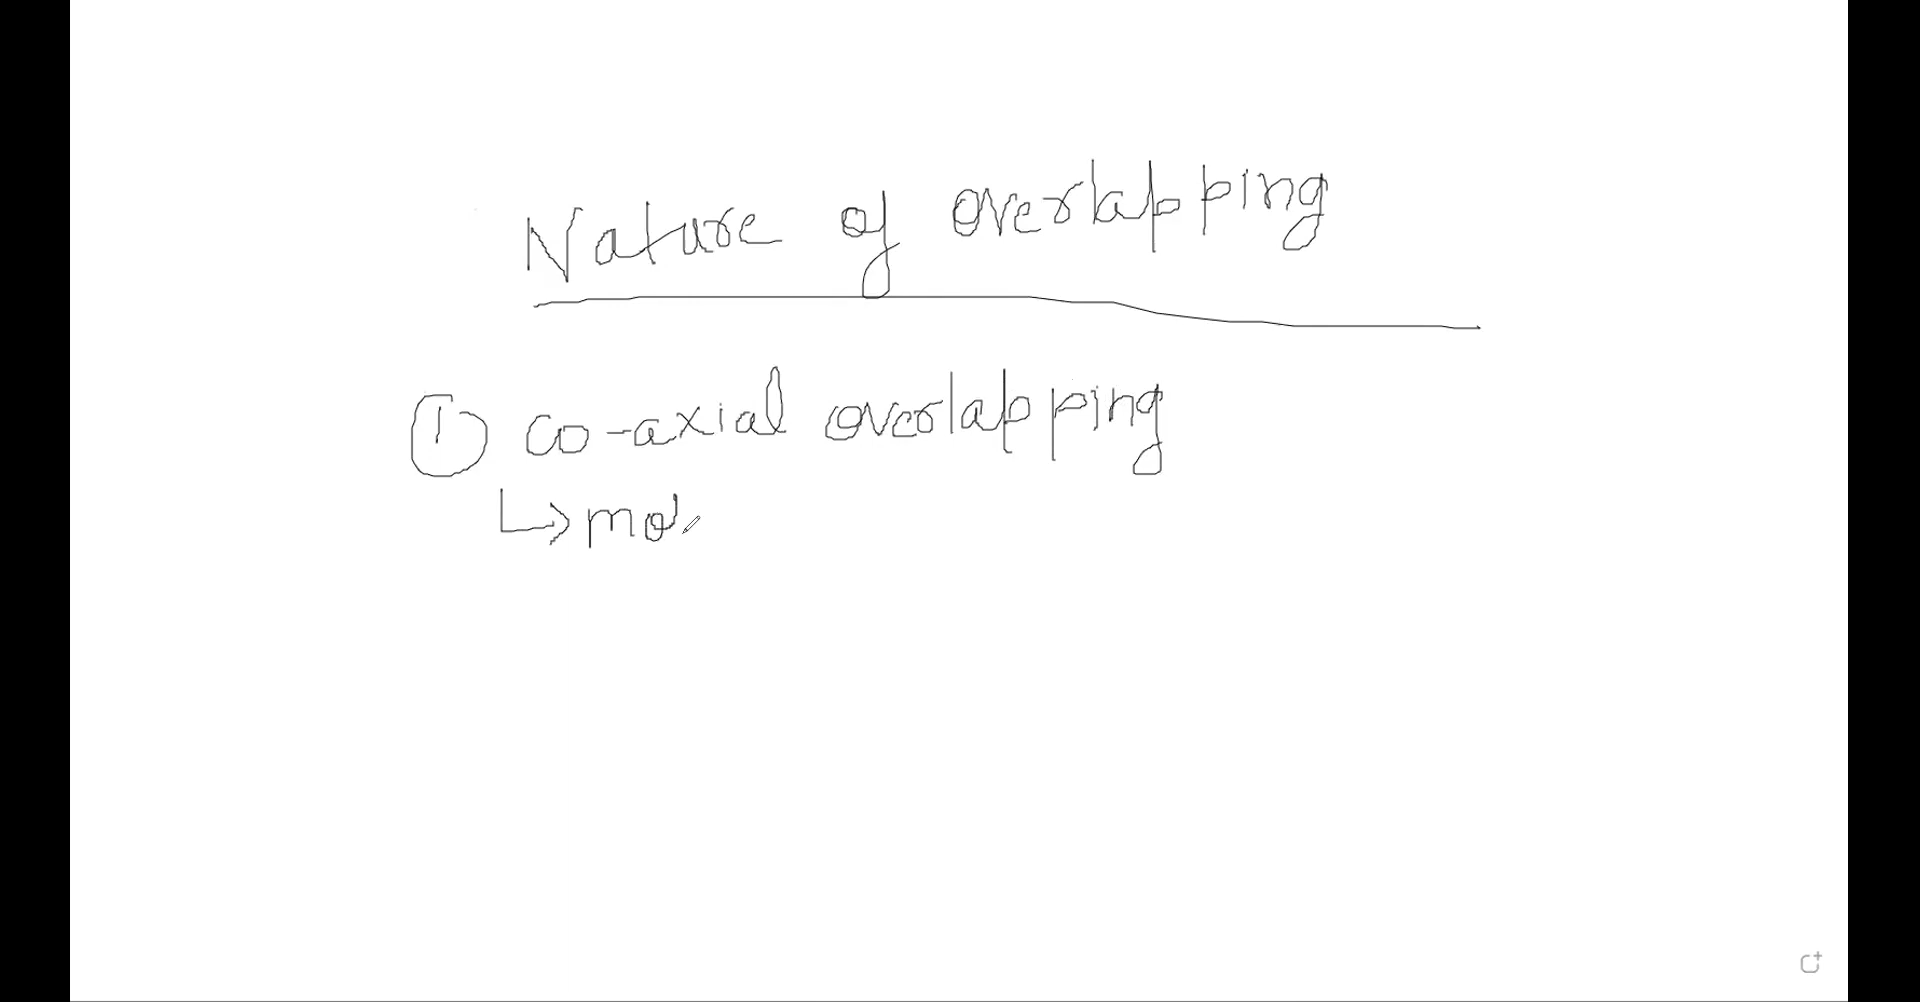 Nature of overlapping
① co-axial overlapping
↳ mo